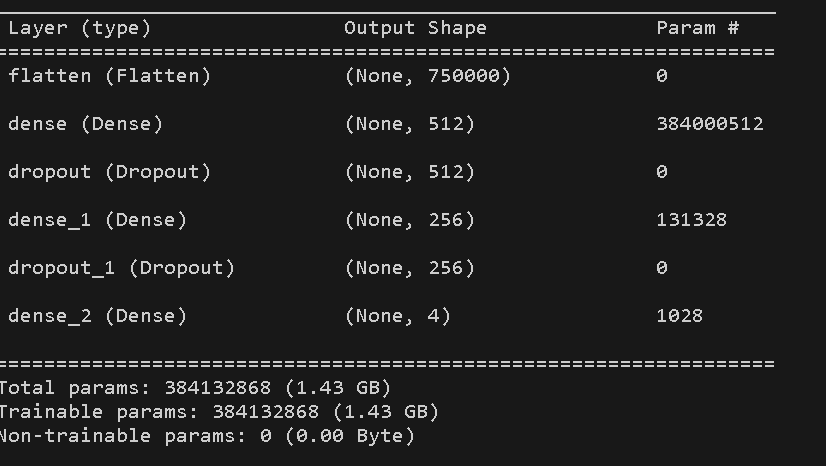 Layer (type) Output Shape Param #
=================================================================
flatten (Flatten) (None, 750000) 0
dense (Dense) (None, 512) 384000512
dropout (Dropout) (None, 512) 0
dense_1 (Dense) (None, 256) 131328
dropout_1 (Dropout) (None, 256) 0
dense_2 (Dense) (None, 4) 1028
=================================================================
Total params: 384132868 (1.43 GB)
Trainable params: 384132868 (1.43 GB)
Non-trainable params: 0 (0.00 Byte)